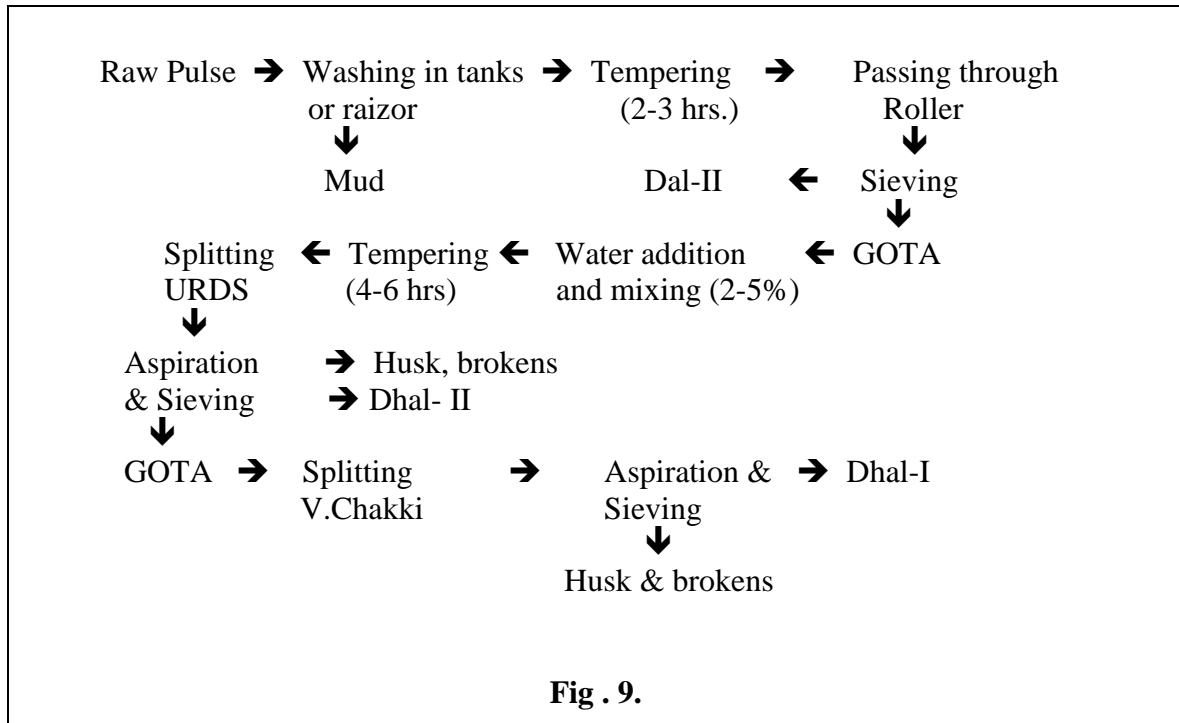 Raw Pulse ➔ Washing in tanks ➔ Tempering ➔ Passing through
or raizor (2-3 hrs.) Roller
Mud Dal-II ← Sieving
Splitting ← Tempering ← Water addition ← GOTA
URDS (4-6 hrs) and mixing (2-5%)
Aspiration ➔ Husk, brokens
& Sieving ➔ Dhal- II
GOTA ➔ Splitting ➔ Aspiration & ➔ Dhal-I
V.Chakki Sieving
Husk & brokens
Fig . 9.